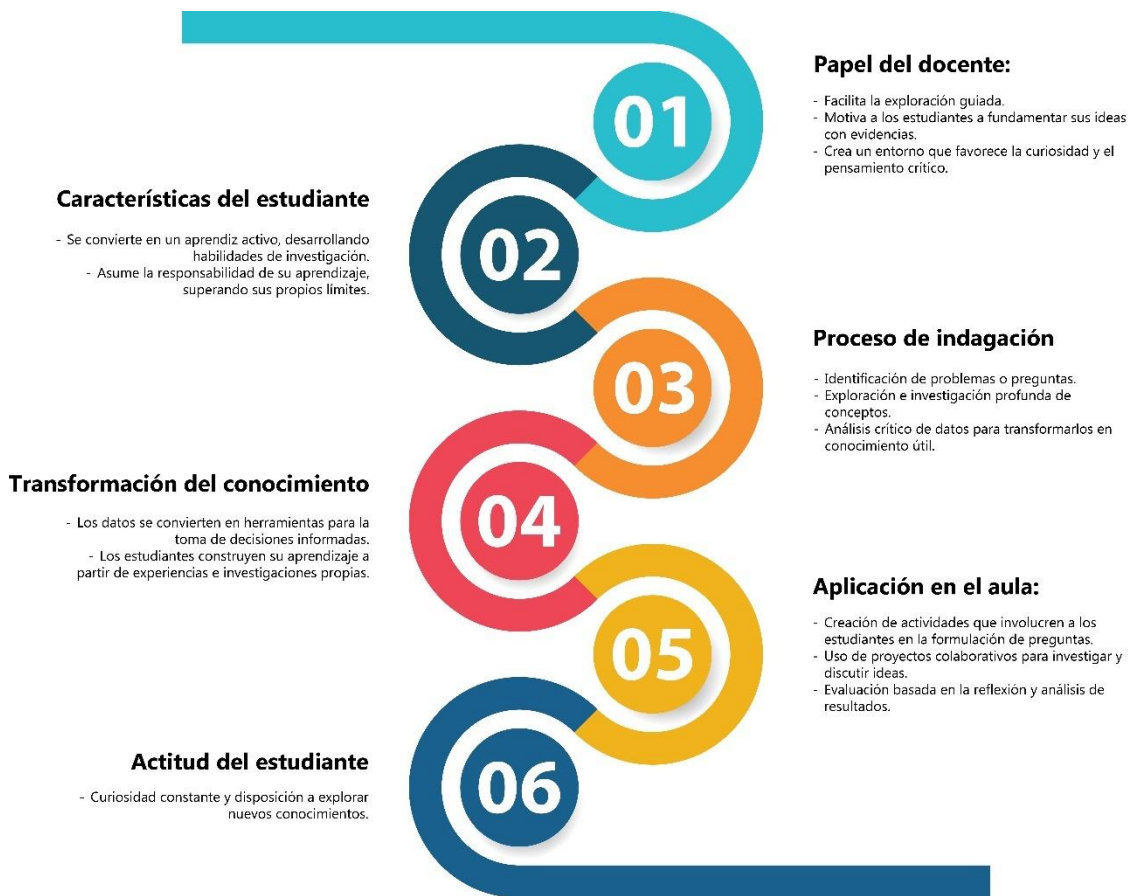 01
Papel del docente:
- Facilita la exploración guiada.
- Motiva a los estudiantes a fundamentar sus ideas
con evidencias.
- Crea un entorno que favorece la curiosidad y el
pensamiento crítico.
02
Características del estudiante
- Se convierte en un aprendiz activo, desarrollando
habilidades de investigación.
- Asume la responsabilidad de su aprendizaje,
superando sus propios límites.
03
Proceso de indagación
- Identificación de problemas o preguntas.
- Exploración e investigación profunda de
conceptos.
- Análisis crítico de datos para transformarlos en
conocimiento útil.
04
Transformación del conocimiento
- Los datos se convierten en herramientas para la
toma de decisiones informadas.
- Los estudiantes construyen su aprendizaje a
partir de experiencias e investigaciones propias.
05
Aplicación en el aula:
- Creación de actividades que involucren a los
estudiantes en la formulación de preguntas.
- Uso de proyectos colaborativos para investigar y
discutir ideas.
- Evaluación basada en la reflexión y análisis de
resultados.
06
Actitud del estudiante
- Curiosidad constante y disposición a explorar
nuevos conocimientos.